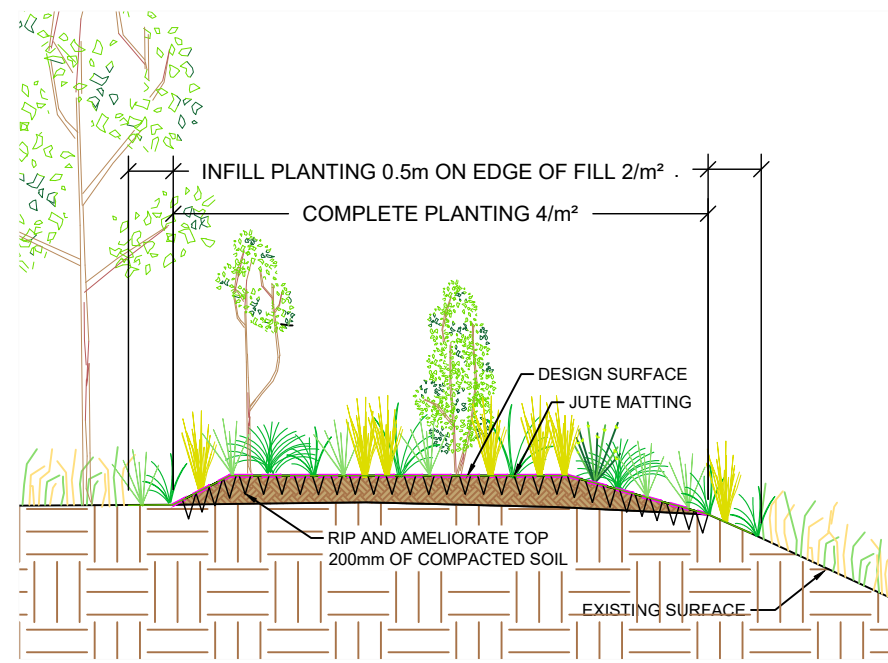 INFILL PLANTING 0.5m ON EDGE OF FILL 2/m² .
COMPLETE PLANTING 4/m²
DESIGN SURFACE
JUTE MATTING
RIP AND AMELIORATE TOP
200mm OF COMPACTED SOIL
EXISTING SURFACE